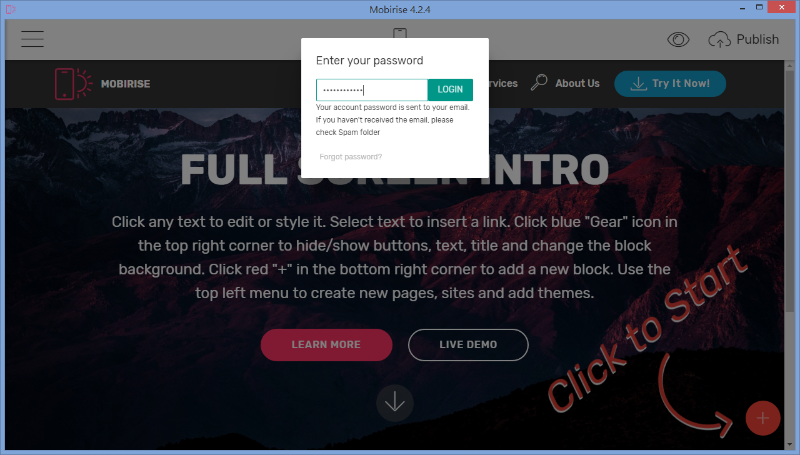 Mobirise 4.2.4
Publish
Enter your password
LOGIN
Your account password is sent to your email.
If you haven't received the email, please
check Spam folder
Forgot password?
MOBIRISE
rvices
About Us
Try It Now!
FULL SCREEN INTRO
Click any text to edit or style it. Select text to insert a link. Click blue "Gear" icon in
the top right corner to hide/show buttons, text, title and change the block
background. Click red "+" in the bottom right corner to add a new block. Use the
top left menu to create new pages, sites and add themes.
LEARN MORE
LIVE DEMO
Click to Start